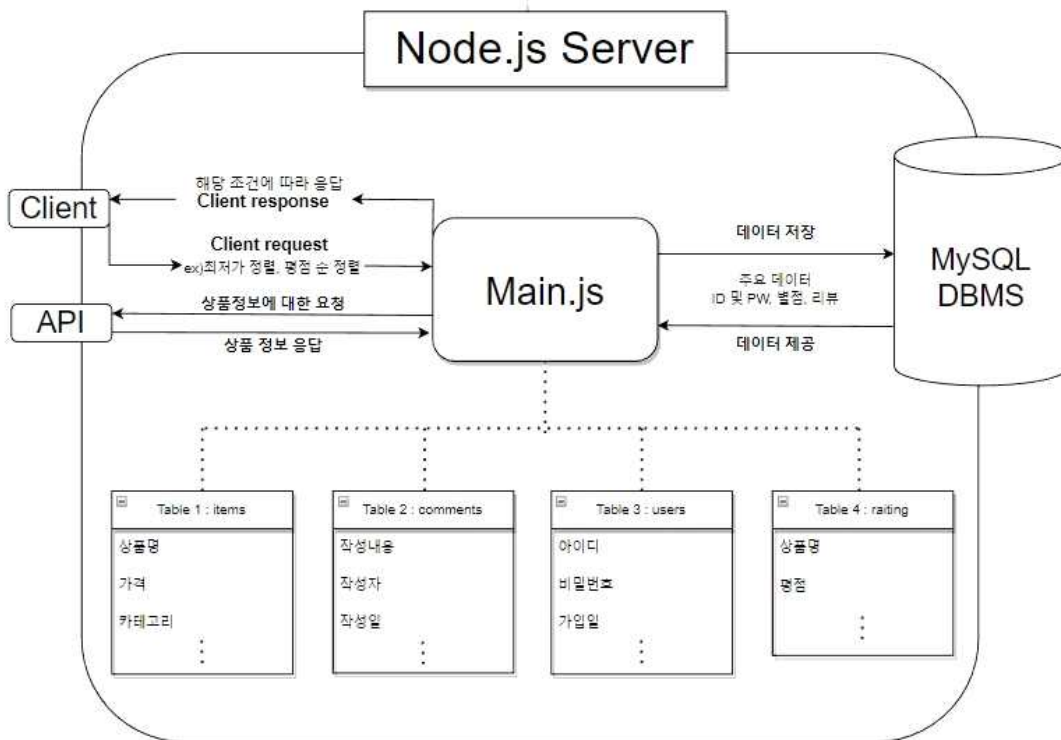 Node.js Server
해당 조건에 따라 응답
Client response
Client
Client request
ex)최저가 정렬, 평점 순 정렬
상품정보에 대한 요청
API
상품 정보 응답
Main.js
데이터 저장
주요 데이터
ID 및 PW, 별점, 리뷰
데이터 제공
MySQL
DBMS
Table 1 : items
상품명
가격
카테고리
Table 2 : comments
작성내용
작성자
작성일
Table 3 : users
아이디
비밀번호
가입일
Table 4 : raiting
상품명
평점